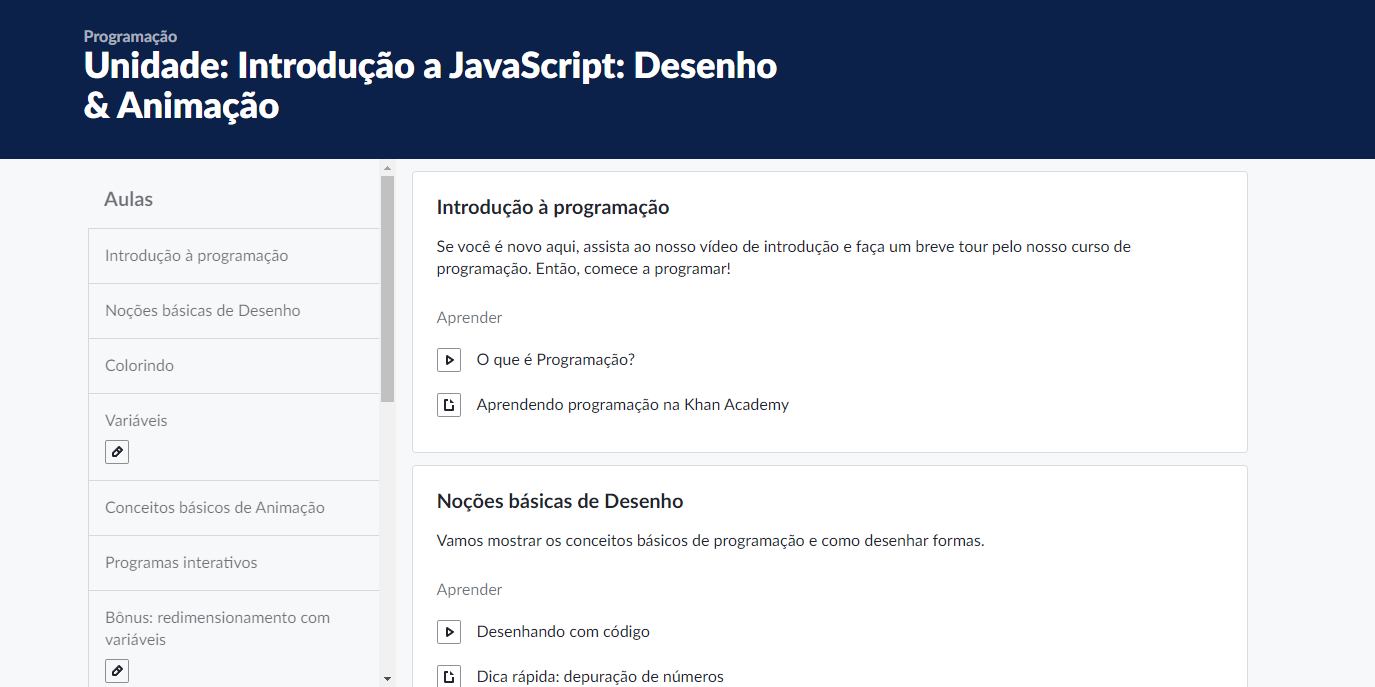 Programação
Unidade: Introdução a JavaScript: Desenho
& Animação
Aulas
Introdução à programação
Noções básicas de Desenho
Colorindo
Variáveis
Conceitos básicos de Animação
Programas interativos
Bônus: redimensionamento com
variáveis
Introdução à programação
Se você é novo aqui, assista ao nosso vídeo de introdução e faça um breve tour pelo nosso curso de
programação. Então, comece a programar!
Aprender
O que é Programação?
Aprendendo programação na Khan Academy
Noções básicas de Desenho
Vamos mostrar os conceitos básicos de programação e como desenhar formas.
Aprender
Desenhando com código
Dica rápida: depuração de números